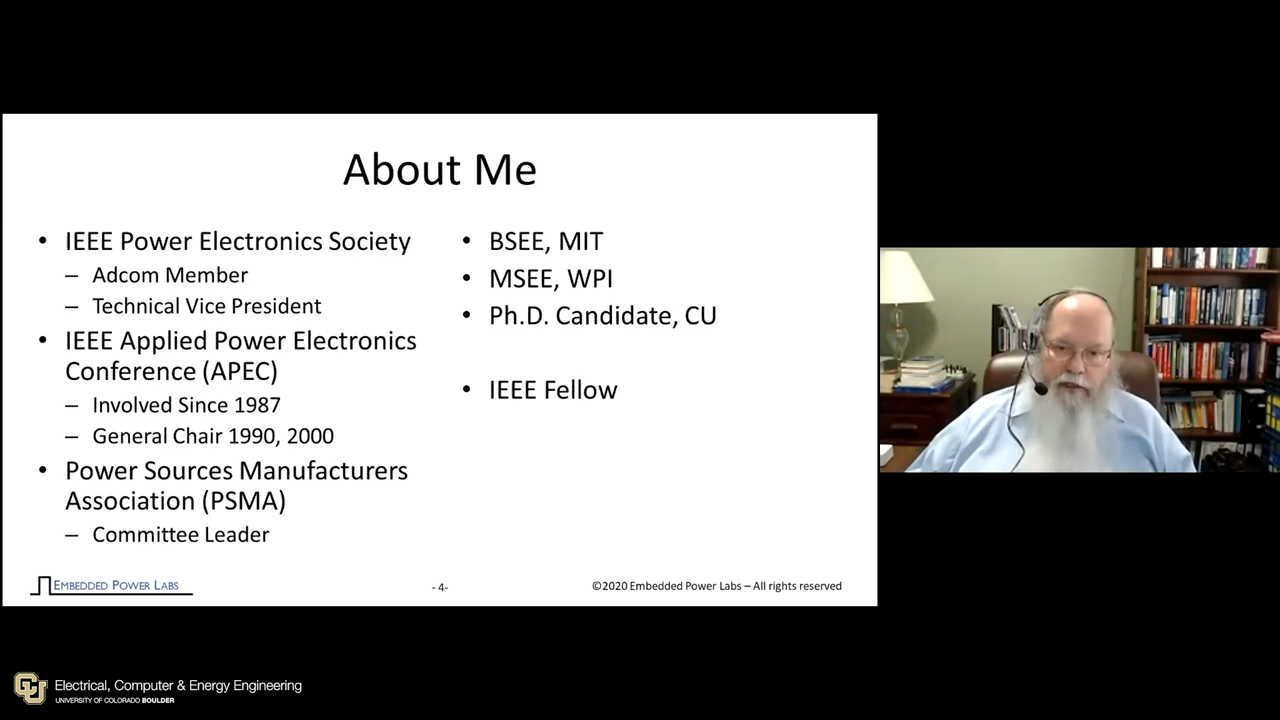 About Me
• IEEE Power Electronics Society
– Adcom Member
– Technical Vice President
• IEEE Applied Power Electronics
Conference (APEC)
– Involved Since 1987
– General Chair 1990, 2000
• Power Sources Manufacturers
Association (PSMA)
– Committee Leader
• BSEE, MIT
• MSEE, WPI
• Ph.D. Candidate, CU
• IEEE Fellow
EMBEDDED POWER LABS
- 4-
©2020 Embedded Power Labs – All rights reserved
CU
Electrical, Computer & Energy Engineering
UNIVERSITY OF COLORADO BOULDER